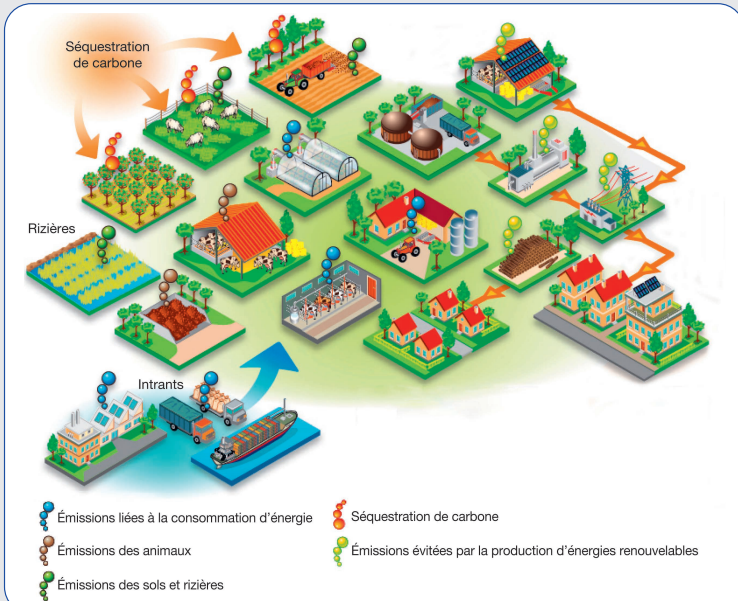 Séquestration
de carbone
Rizières
Intrants
Émissions liées à la consommation d'énergie
Émissions des animaux
Émissions des sols et rizières
Séquestration de carbone
Émissions évitées par la production d'énergies renouvelables